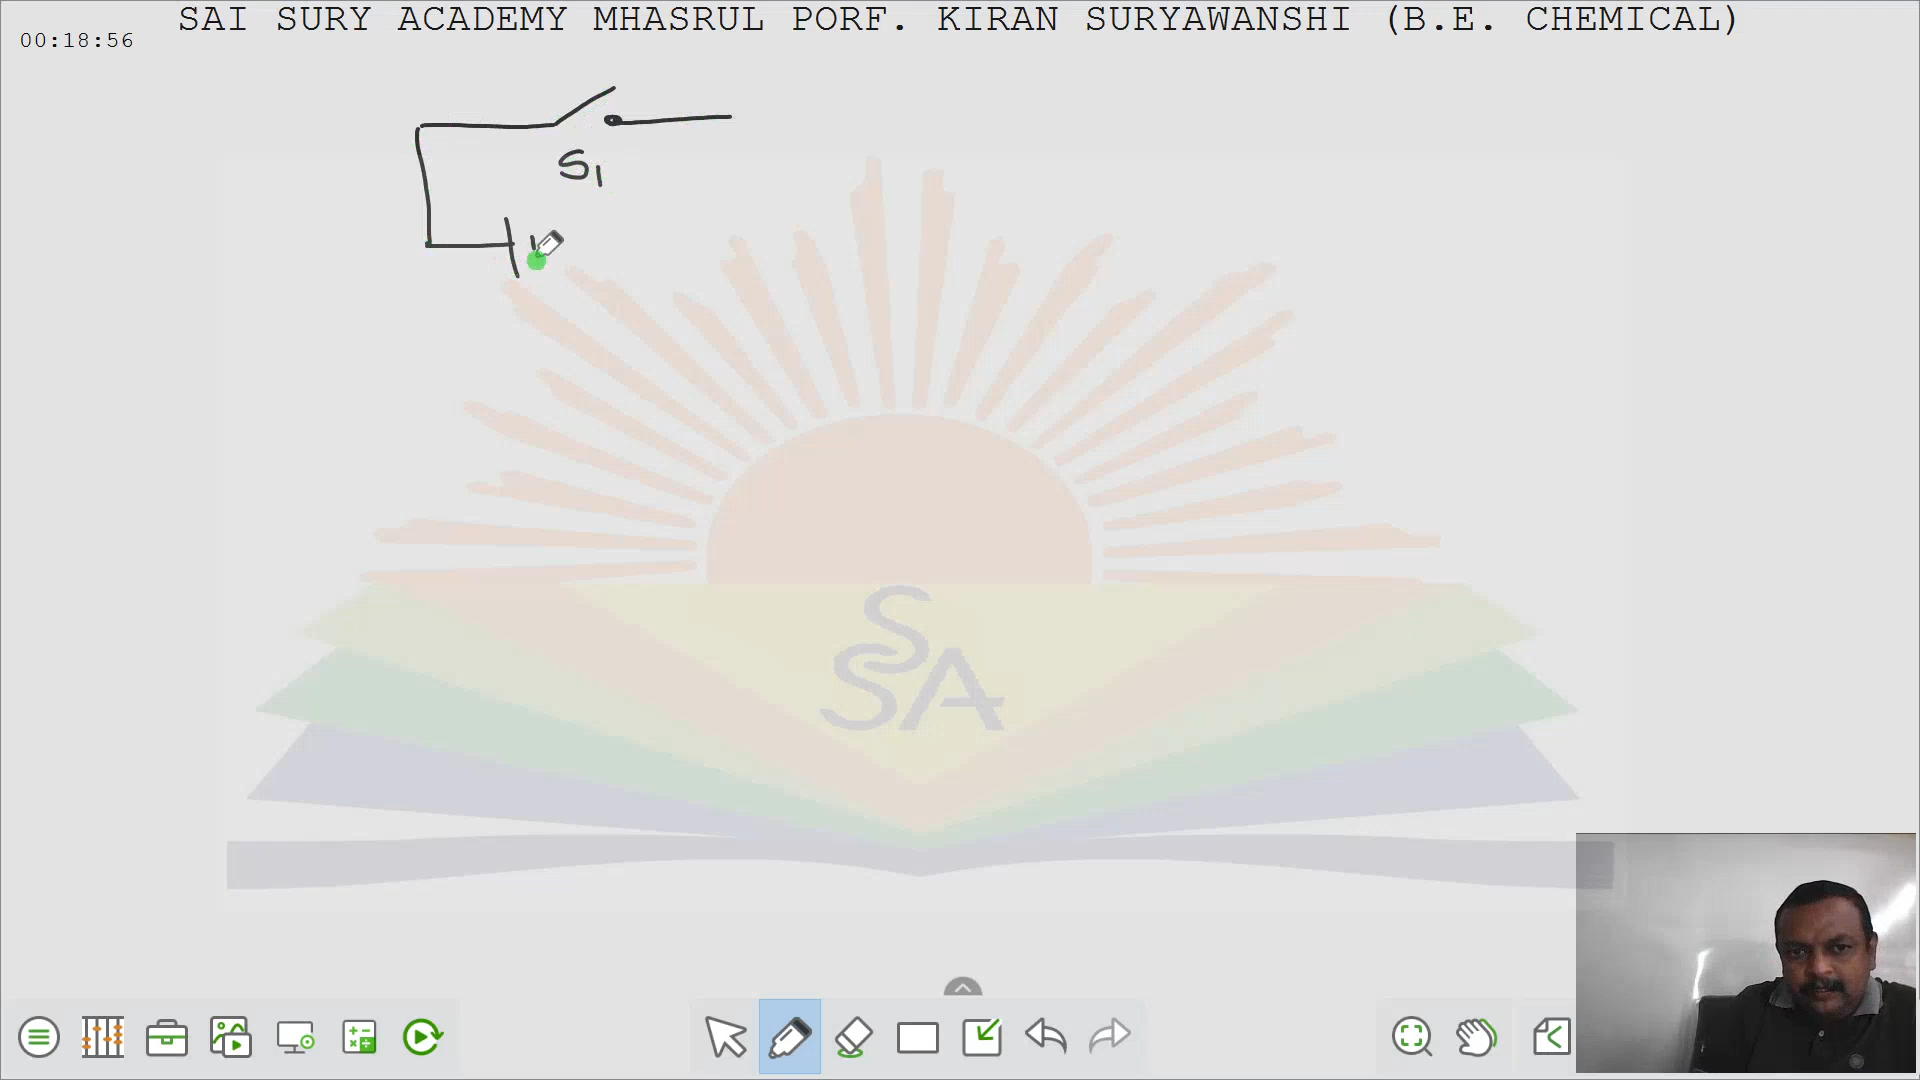 SAI SURY ACADEMY MHASRUL PORF. KIRAN SURYAWANSHI (B.E. CHEMICAL)
00:18:56
S1
SSA